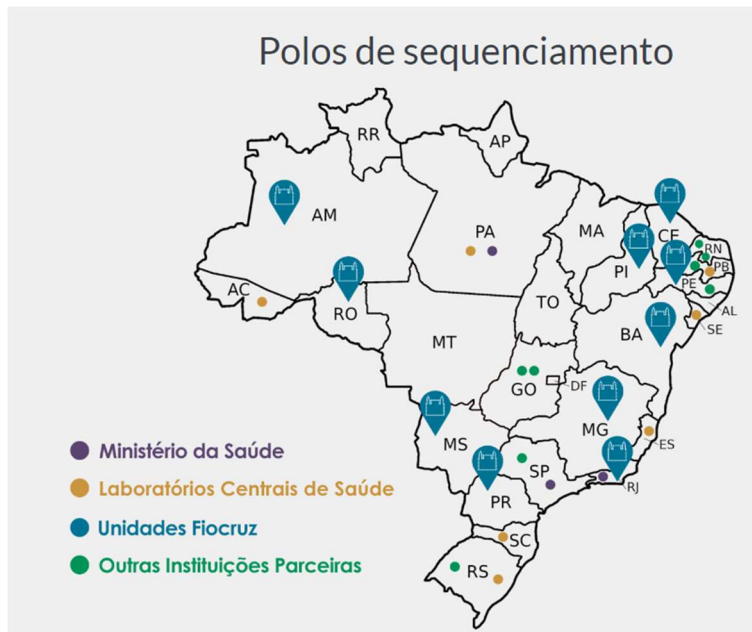 Polos de sequenciamento
RR
AP
AM
PA
MA
CE
RN
PB
PI
PE
AC
RO
TO
AL
SE
BA
MT
GO
DF
MG
ES
MS
SP
RJ
PR
SC
RS
Ministério da Saúde
Laboratórios Centrais de Saúde
Unidades Fiocruz
Outras Instituições Parceiras